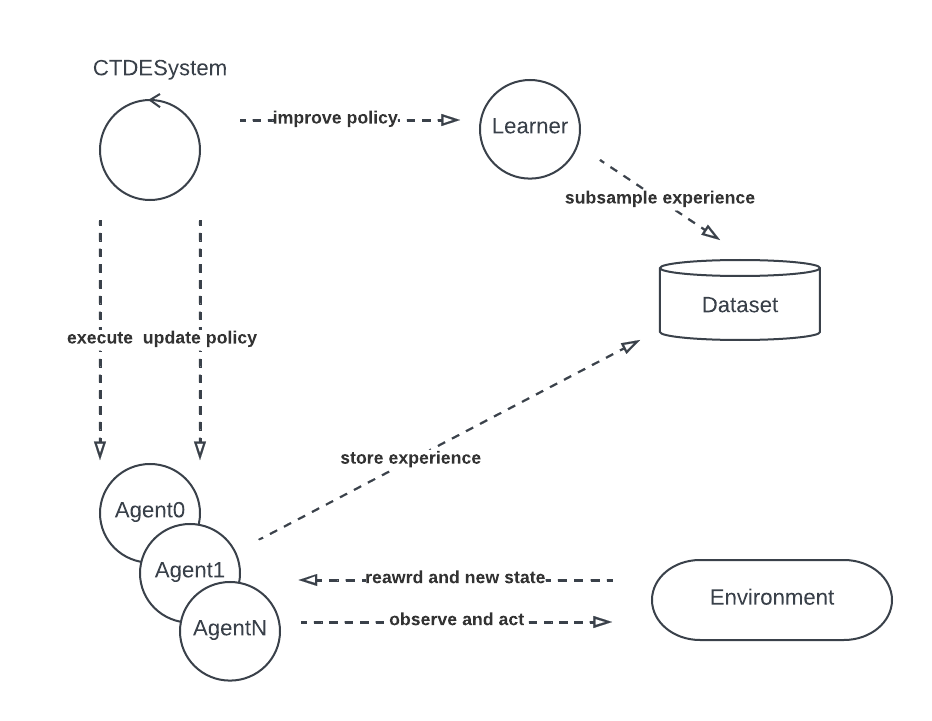 CTDESystem
improve policy
Learner
subsample experience
Dataset
execute
update policy
store experience
Agent0
Agent1
AgentN
reawrd and new state
observe and act
Environment